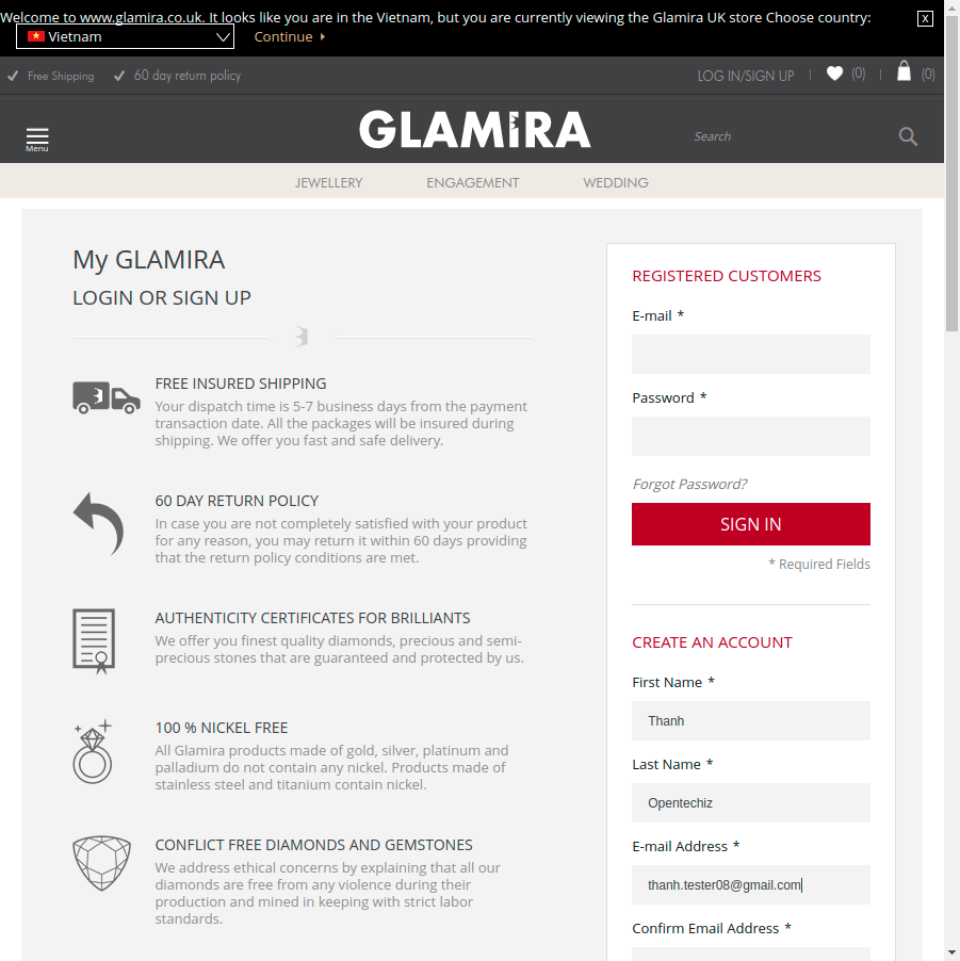 Welcome to www.glamira.co.uk. It looks like you are in the Vietnam, but you are currently viewing the Glamira UK store Choose country:
X
Vietnam
Continue
Free Shipping
60 day return policy
LOG IN/SIGN UP | (0) | (0)
Menu
GLAMIRA
Search
JEWELLERY
ENGAGEMENT
WEDDING
My GLAMIRA
LOGIN OR SIGN UP
FREE INSURED SHIPPING
Your dispatch time is 5-7 business days from the payment
transaction date. All the packages will be insured during
shipping. We offer you fast and safe delivery.
60 DAY RETURN POLICY
In case you are not completely satisfied with your product
for any reason, you may return it within 60 days providing
that the return policy conditions are met.
AUTHENTICITY CERTIFICATES FOR BRILLIANTS
We offer you finest quality diamonds, precious and semi-
precious stones that are guaranteed and protected by us.
100 % NICKEL FREE
All Glamira products made of gold, silver, platinum and
palladium do not contain any nickel. Products made of
stainless steel and titanium contain nickel.
CONFLICT FREE DIAMONDS AND GEMSTONES
We address ethical concerns by explaining that all our
diamonds are free from any violence during their
production and mined in keeping with strict labor
standards.
REGISTERED CUSTOMERS
E-mail *
Password *
Forgot Password?
SIGN IN
* Required Fields
CREATE AN ACCOUNT
First Name *
Thanh
Last Name *
Opentechiz
E-mail Address *
thanh.tester08@gmail.com
Confirm Email Address *